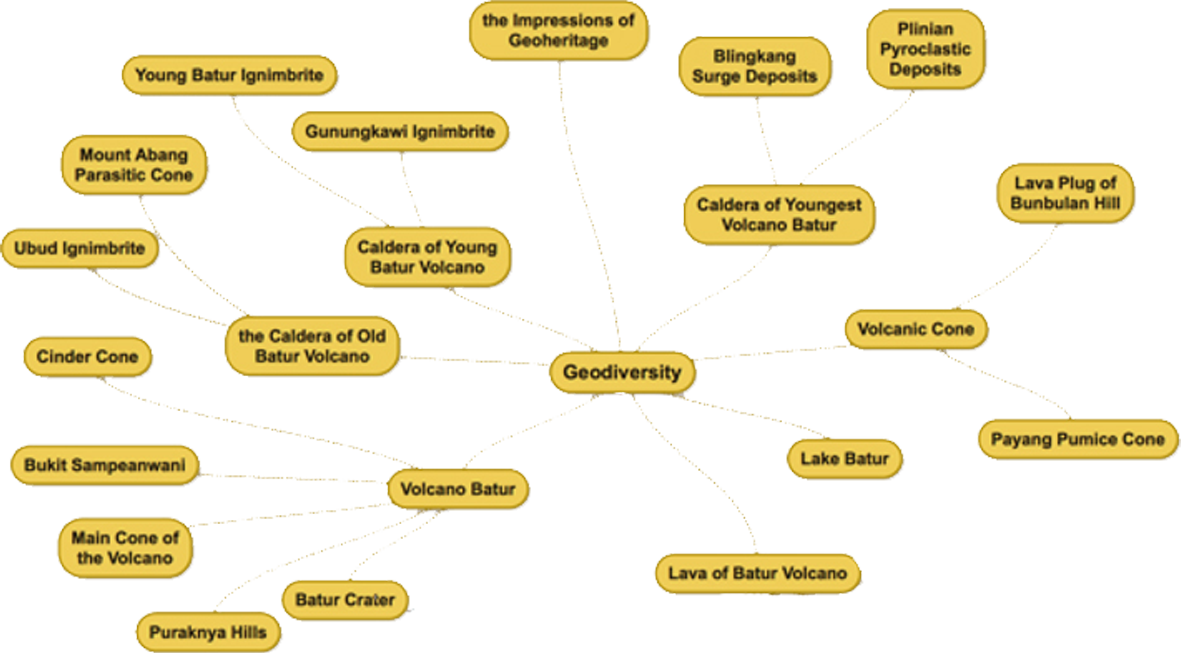 the Impressions of
Geoheritage
Plinian
Pyroclastic
Deposits
Blingkang
Surge Deposits
Young Batur Ignimbrite
Gunungkawi Ignimbrite
Mount Abang
Parasitic Cone
Lava Plug of
Bunbulan Hill
Caldera of Youngest
Volcano Batur
Ubud Ignimbrite
Caldera of Young
Batur Volcano
Volcanic Cone
the Caldera of Old
Batur Volcano
Cinder Cone
Geodiversity
Payang Pumice Cone
Lake Batur
Bukit Sampeanwani
Volcano Batur
Main Cone of
the Volcano
Lava of Batur Volcano
Batur Crater
Puraknya Hills